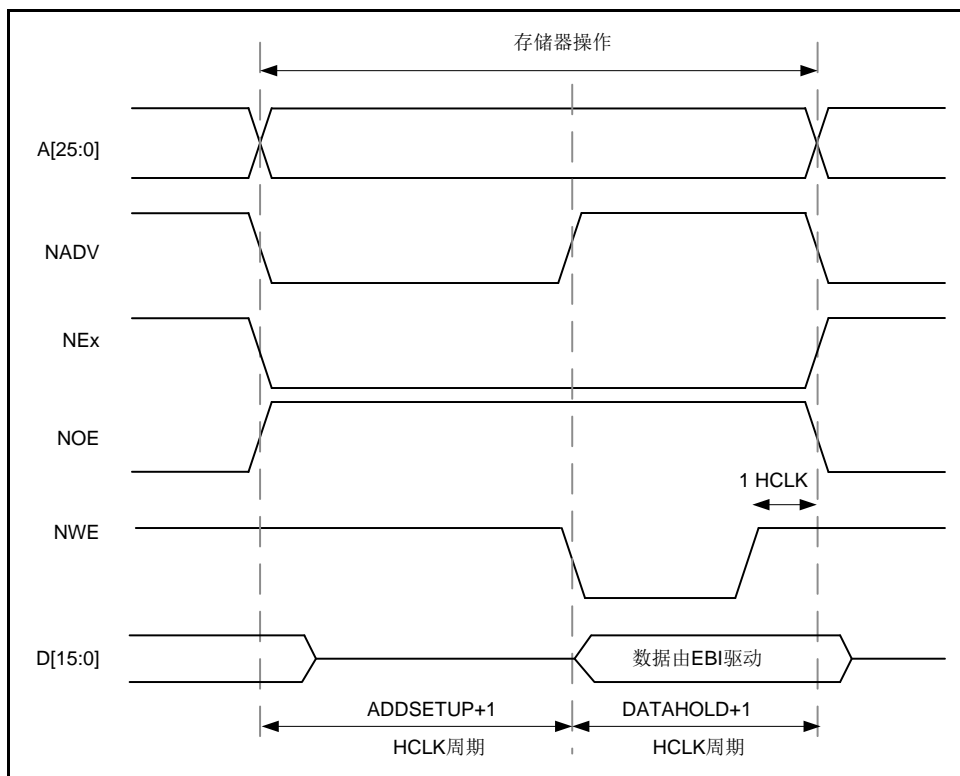 存储器操作
A[25:0]
NADV
NEx
NOE
1 HCLK
NWE
D[15:0]
数据由EBI驱动
ADDSETUP+1
DATAHOLD+1
HCLK周期
HCLK周期